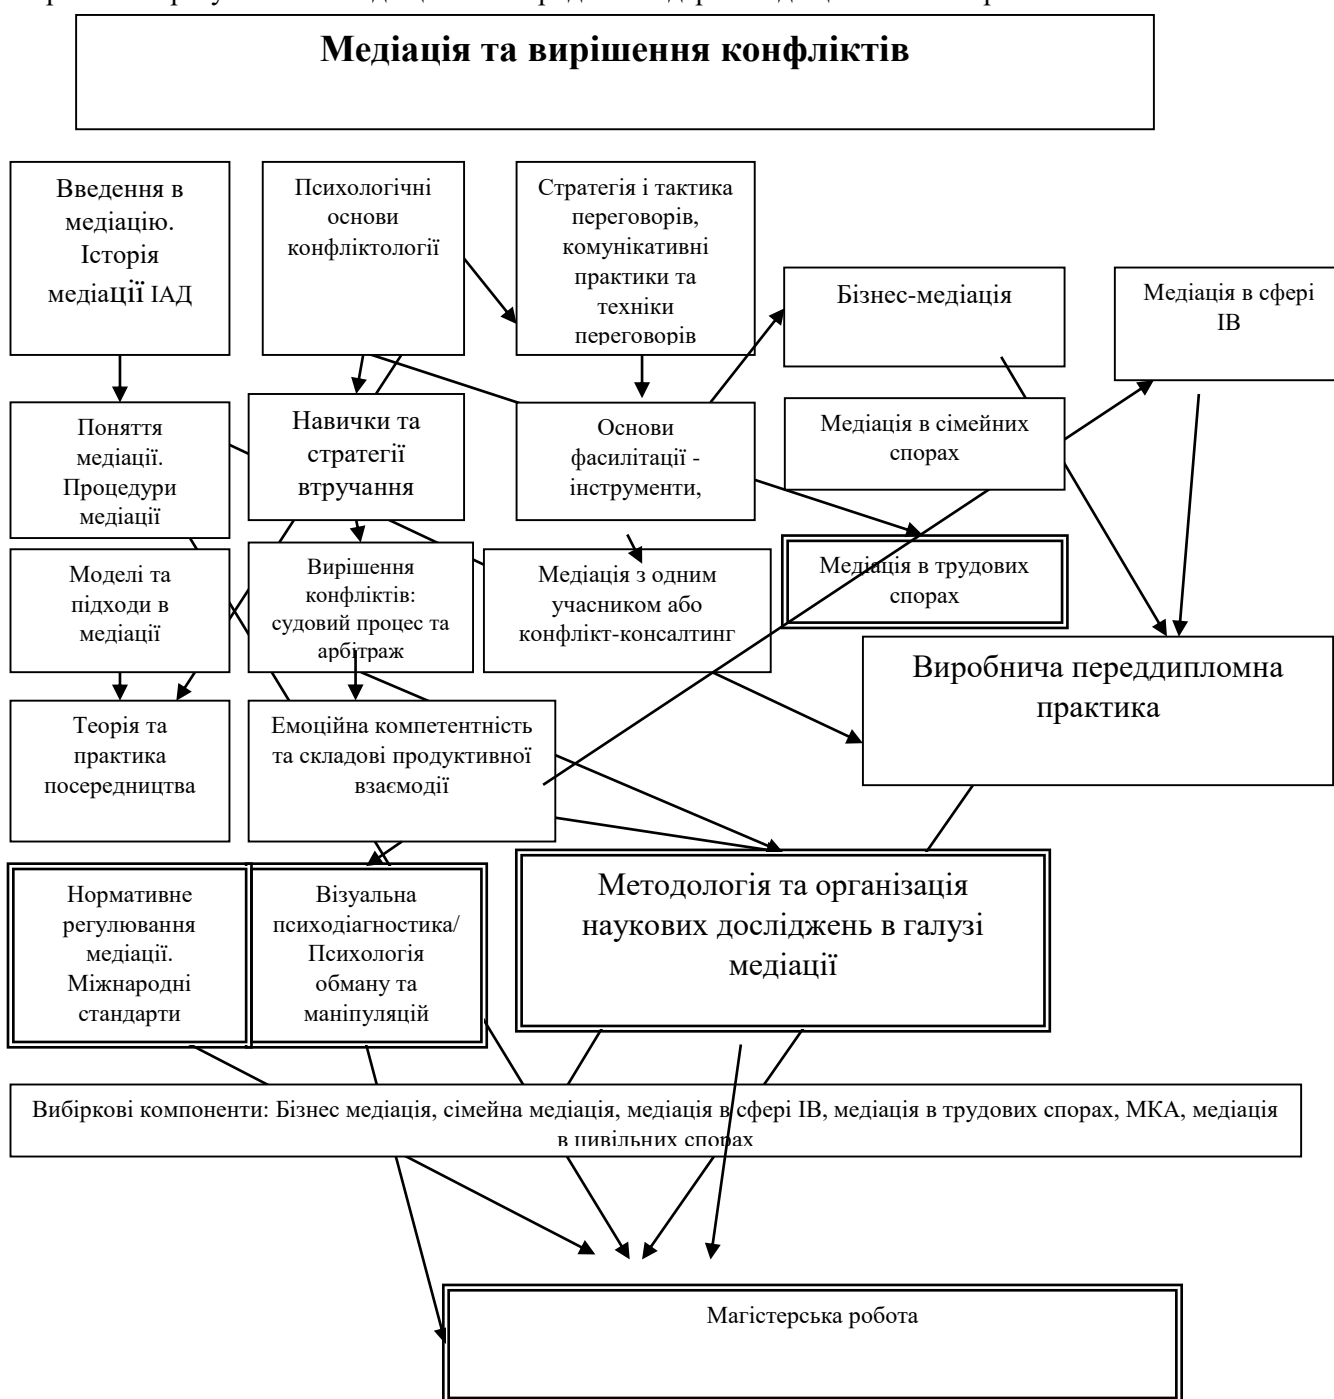 Медіація та вирішення конфліктів
Введення в
медіацію.
Історія
медіації ІАД
Психологічні
основи
конфліктології
Стратегія і тактика
переговорів,
комунікативні
практики та
техніки
переговорів
Бізнес-медіація
Медіація в сфері
ІВ
Поняття
медіації.
Процедури
медіації
Навички та
стратегії
втручання
Основи
фасилітації -
інструменти,
Медіація в сімейних
спорах
Моделі та
підходи в
медіації
Вирішення
конфліктів:
судовий процес та
арбітраж
Медіація з одним
учасником або
конфлікт-консалтинг
Медіація в трудових
спорах
Виробнича переддипломна
практика
Теорія та
практика
посередництва
Емоційна компетентність
та складові продуктивної
взаємодії
Нормативне
регулювання
медіації.
Міжнародні
стандарти
Візуальна
психодіагностика/
Психологія
обману та
маніпуляцій
Методологія та організація
наукових досліджень в галузі
медіації
Вибіркові компоненти: Бізнес медіація, сімейна медіація, медіація в сфері ІВ, медіація в трудових спорах, МКА, медіація
в цивільних спорах
Магістерська робота